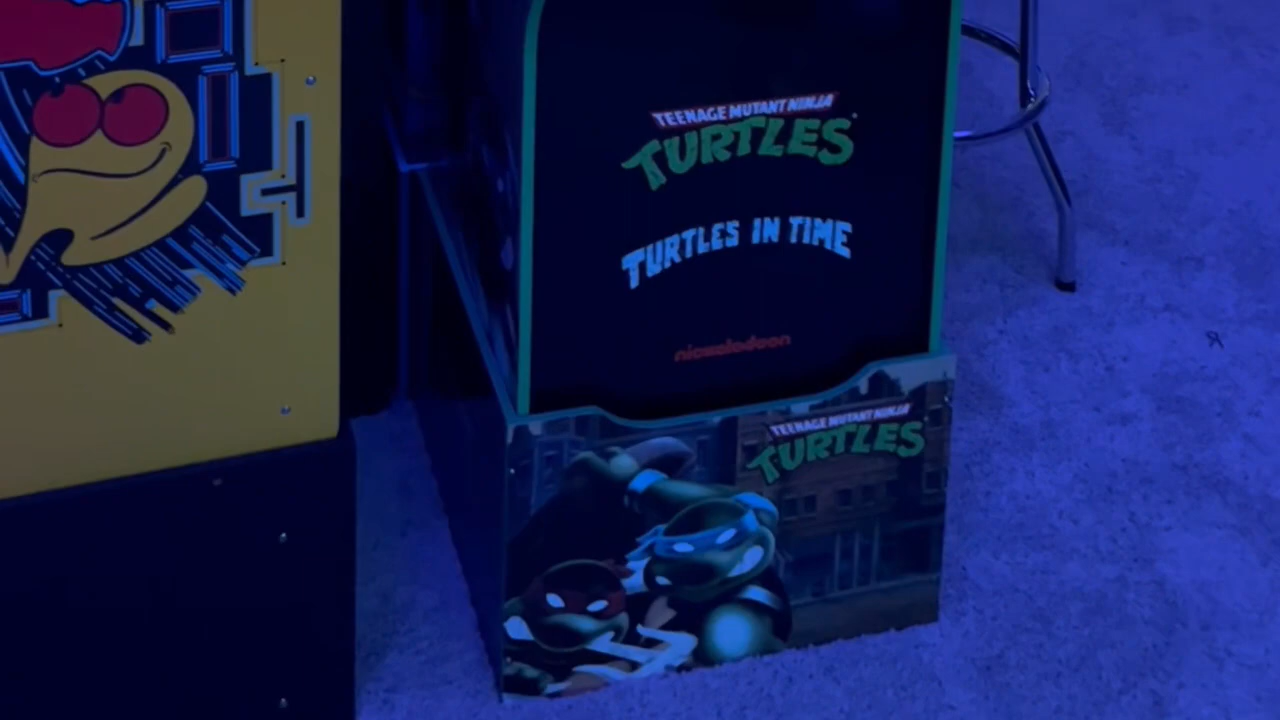 TEENAGE MUTANT NINJA
TURTLES
TURTLES IN TIME
nickelodeon
TEENAGE MUTANT NINJA
TURTLES